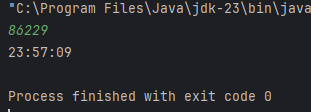 "C:\Program Files\Java\jdk-23\bin\java
86229
23:57:09
Process finished with exit code 0